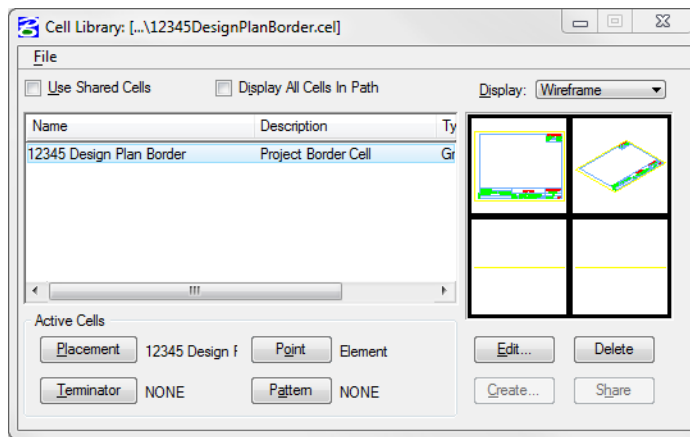 Cell Library: [...\12345DesignPlanBorder.cel]
File
Use Shared Cells
Display All Cells In Path
Display: Wireframe
Name Description Ty
12345 Design Plan Border Project Border Cell Gr
Active Cells
Placement 12345 Design F Point Element
Terminator NONE Pattern NONE
Edit... Delete
Create... Share